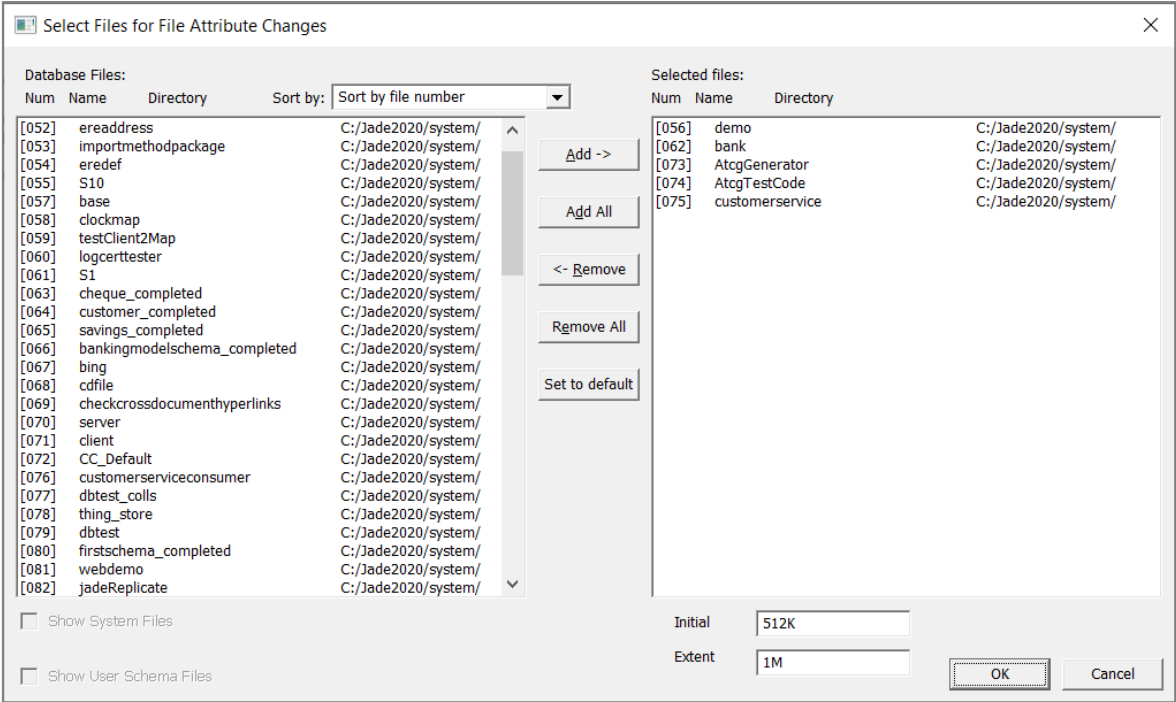 Select Files for File Attribute Changes
Database Files:
Num Name Directory Sort by: Sort by file number
[052] ereaddress C:/Jade2020/system/
[053] importmethodpackage C:/Jade2020/system/
[054] eredef C:/Jade2020/system/
[055] S10 C:/Jade2020/system/
[057] base C:/Jade2020/system/
[058] clockmap C:/Jade2020/system/
[059] testClient2Map C:/Jade2020/system/
[060] logcerttester C:/Jade2020/system/
[061] S1 C:/Jade2020/system/
[063] cheque_completed C:/Jade2020/system/
[064] customer_completed C:/Jade2020/system/
[065] savings_completed C:/Jade2020/system/
[066] bankingmodelschema_completed C:/Jade2020/system/
[067] bing C:/Jade2020/system/
[068] cdfile C:/Jade2020/system/
[069] checkcrossdocumenthyperlinks C:/Jade2020/system/
[070] server C:/Jade2020/system/
[071] client C:/Jade2020/system/
[072] CC_Default C:/Jade2020/system/
[076] customerserviceconsumer C:/Jade2020/system/
[077] dbtest_colls C:/Jade2020/system/
[078] thing_store C:/Jade2020/system/
[079] dbtest C:/Jade2020/system/
[080] firstschema_completed C:/Jade2020/system/
[081] webdemo C:/Jade2020/system/
[082] jadeReplicate C:/Jade2020/system/
Show System Files
Show User Schema Files
Add ->
Add All
<- Remove
Remove All
Set to default
Selected files:
Num Name Directory
[056] demo C:/Jade2020/system/
[062] bank C:/Jade2020/system/
[073] AtcgGenerator C:/Jade2020/system/
[074] AtcgTestCode C:/Jade2020/system/
[075] customerservice C:/Jade2020/system/
Initial 512K
Extent 1M
OK Cancel